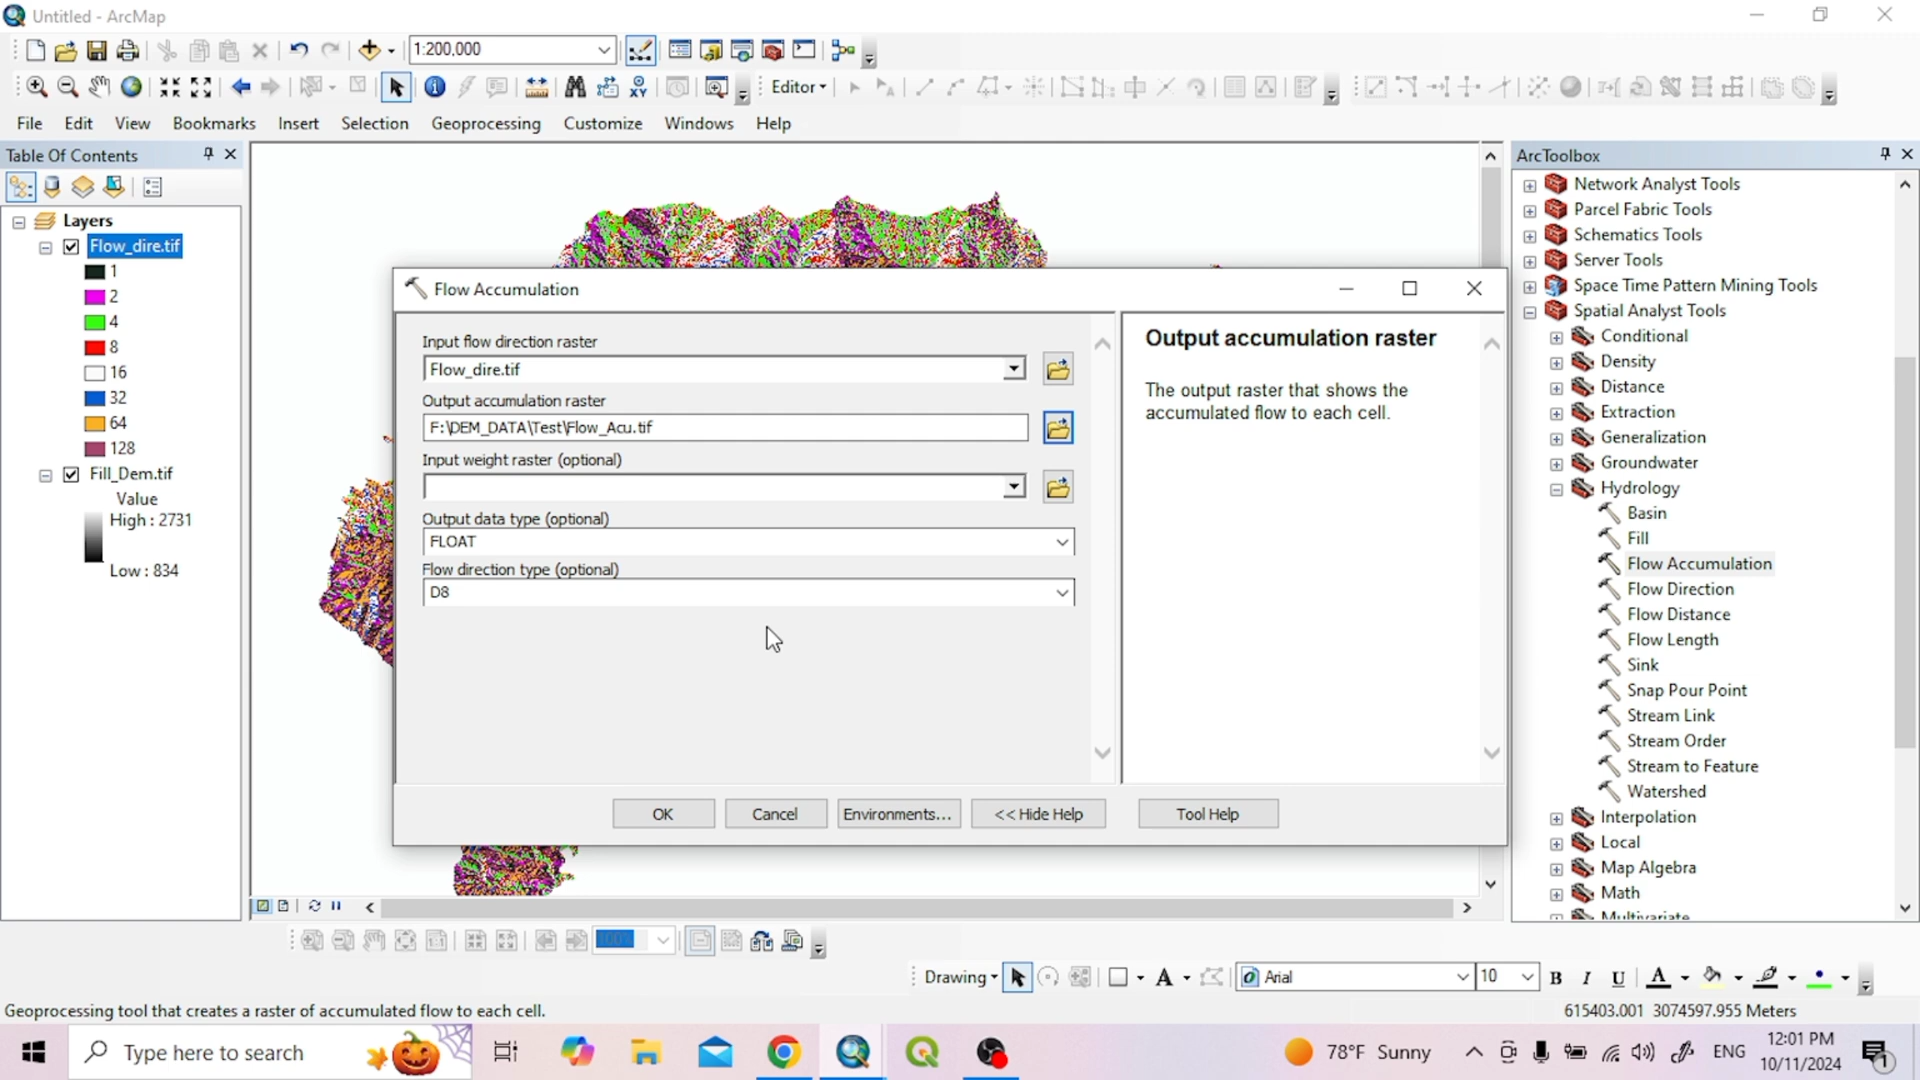 Untitled - ArcMap
1:200,000
Editor
File Edit View Bookmarks Insert Selection Geoprocessing Customize Windows Help
Table Of Contents
Layers
Flow_dire.tif
1
2
4
8
16
32
64
128
Fill_Dem.tif
Value
High : 2731
Low : 834
Flow Accumulation
Input flow direction raster
Flow_dire.tif
Output accumulation raster
F:\DEM_DATA\Test\Flow_Acu.tif
Input weight raster (optional)
Output data type (optional)
FLOAT
Flow direction type (optional)
D8
OK Cancel Environments... << Hide Help Tool Help
Output accumulation raster
The output raster that shows the
accumulated flow to each cell.
ArcToolbox
Network Analyst Tools
Parcel Fabric Tools
Schematics Tools
Server Tools
Space Time Pattern Mining Tools
Spatial Analyst Tools
Conditional
Density
Distance
Extraction
Generalization
Groundwater
Hydrology
Basin
Fill
Flow Accumulation
Flow Direction
Flow Distance
Flow Length
Sink
Snap Pour Point
Stream Link
Stream Order
Stream to Feature
Watershed
Interpolation
Local
Map Algebra
Math
Multivariate
100%
Drawing Arial 10 B I U A
Geoprocessing tool that creates a raster of accumulated flow to each cell.
615403.001 3074597.955 Meters
Type here to search
78°F Sunny
ENG
12:01 PM
10/11/2024
1